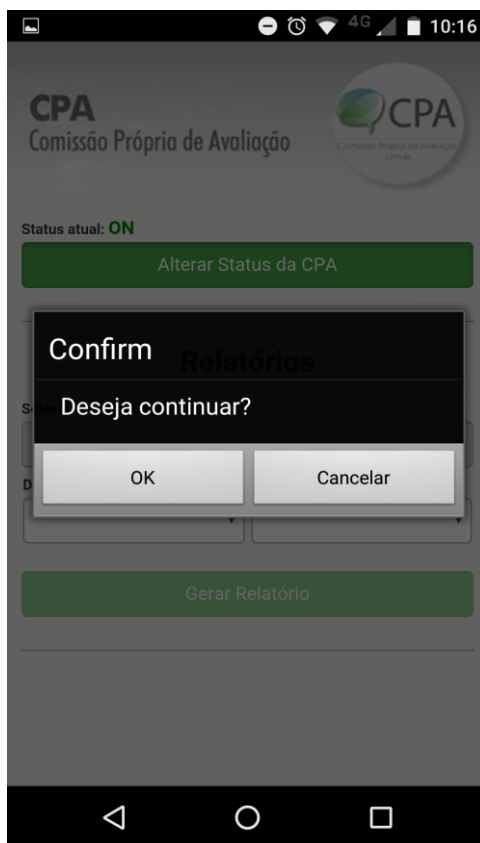 4G 10:16
CPA
Comissão Própria de Avaliação
CPA
Comissão Própria de Avaliação
Univás
Status atual: ON
Alterar Status da CPA
Confirm
Relatórios
Deseja continuar?
OK Cancelar
Gerar Relatório